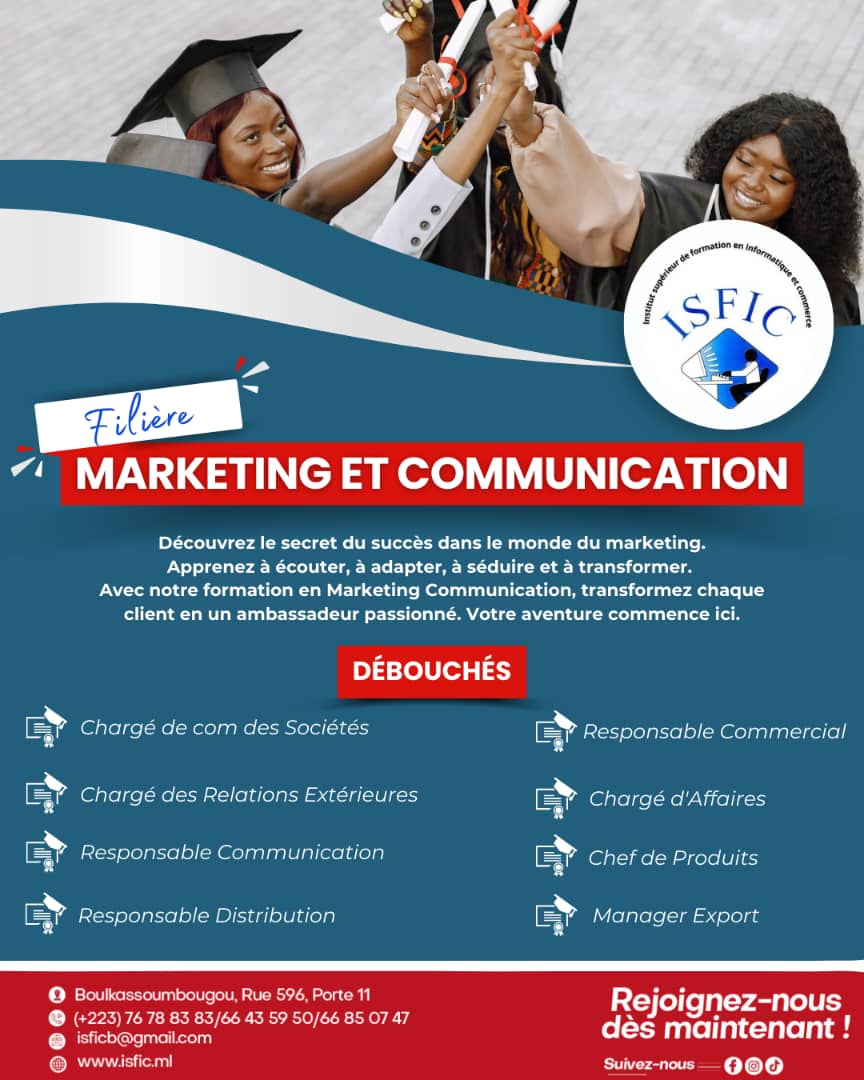 Institut supérieur de formation en informatique et commerce
ISFIC
Filière
MARKETING ET COMMUNICATION
Découvrez le secret du succès dans le monde du marketing.
Apprenez à écouter, à adapter, à séduire et à transformer.
Avec notre formation en Marketing Communication, transformez chaque
client en un ambassadeur passionné. Votre aventure commence ici.
DÉBOUCHÉS
Chargé de com des Sociétés
Chargé des Relations Extérieures
Responsable Communication
Responsable Distribution
Responsable Commercial
Chargé d'Affaires
Chef de Produits
Manager Export
Boulkassoumbougou, Rue 596, Porte 11
(+223) 76 78 83 83/66 43 59 50/66 85 07 47
isficb@gmail.com
www.isfic.ml
Rejoignez-nous
dès maintenant !
Suivez-nous